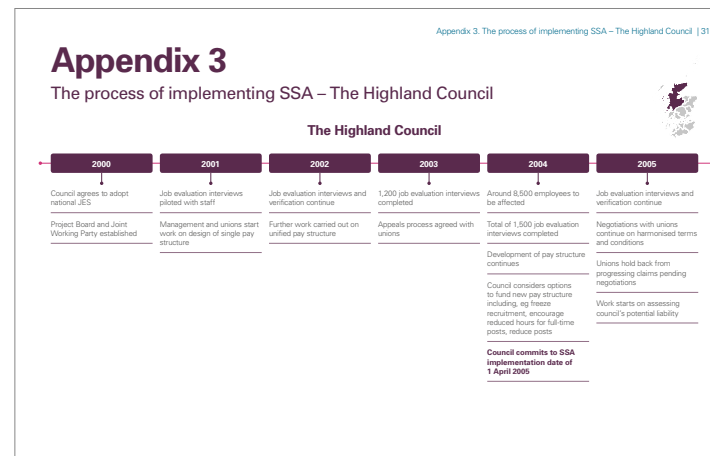 Appendix 3. The process of implementing SSA – The Highland Council | 31
Appendix 3
The process of implementing SSA – The Highland Council
The Highland Council
2000
Council agrees to adopt
national JES
Project Board and Joint
Working Party established
2001
Job evaluation interviews
piloted with staff
Management and unions start
work on design of single pay
structure
2002
Job evaluation interviews and
verification continue
Further work carried out on
unified pay structure
2003
1,200 job evaluation interviews
completed
Appeals process agreed with
unions
2004
Around 8,500 employees to
be affected
Total of 1,500 job evaluation
interviews completed
Development of pay structure
continues
Council considers options
to fund new pay structure
including, eg freeze
recruitment, encourage
reduced hours for full-time
posts, reduce posts
Council commits to SSA
implementation date of
1 April 2005
2005
Job evaluation interviews and
verification continue
Negotiations with unions
continue on harmonised terms
and conditions
Unions hold back from
progressing claims pending
negotiations
Work starts on assessing
council's potential liability